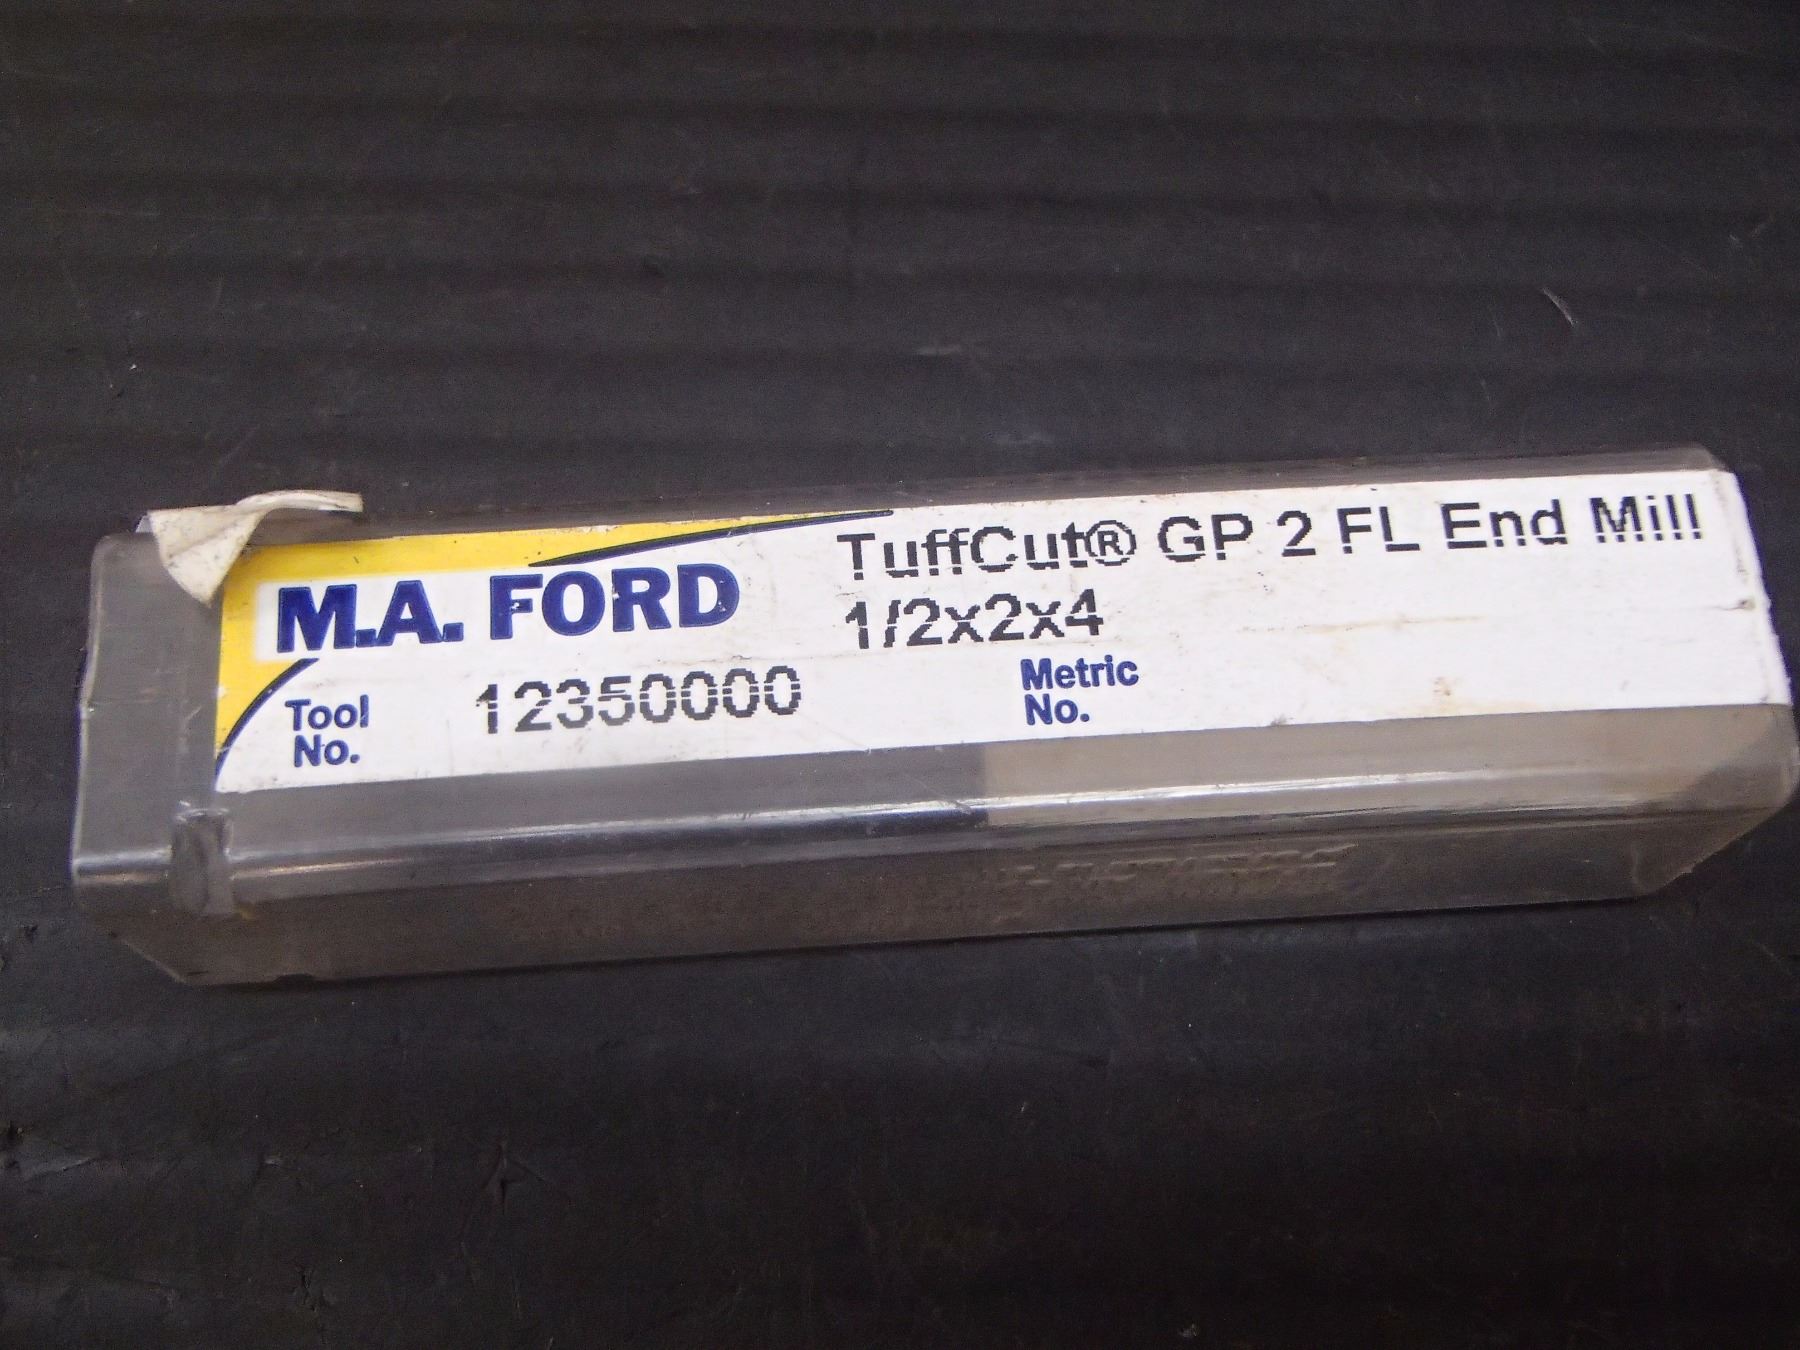 M.A. FORD
TuffCut® GP 2 FL End Mill
1/2x2x4
Tool No.
12350000
Metric No.